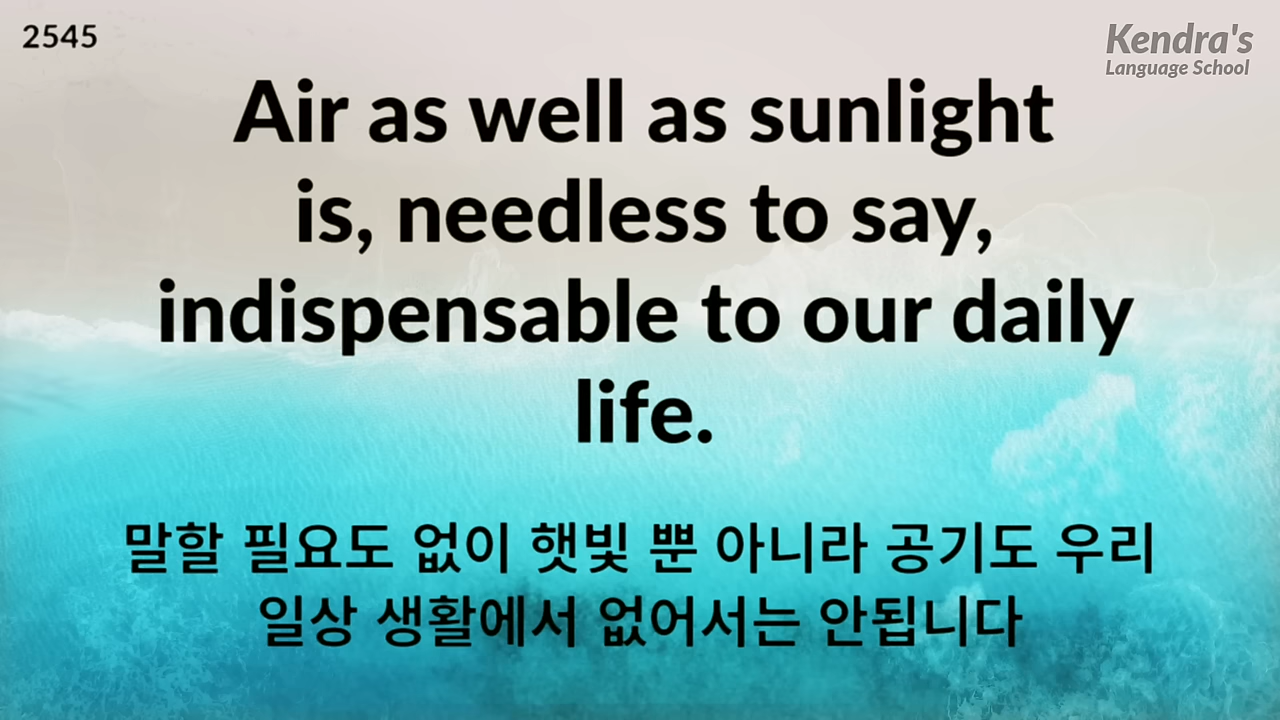 2545
Kendra's
Language School
Air as well as sunlight
is, needless to say,
indispensable to our daily
life.
말할 필요도 없이 햇빛 뿐 아니라 공기도 우리
일상 생활에서 없어서는 안됩니다